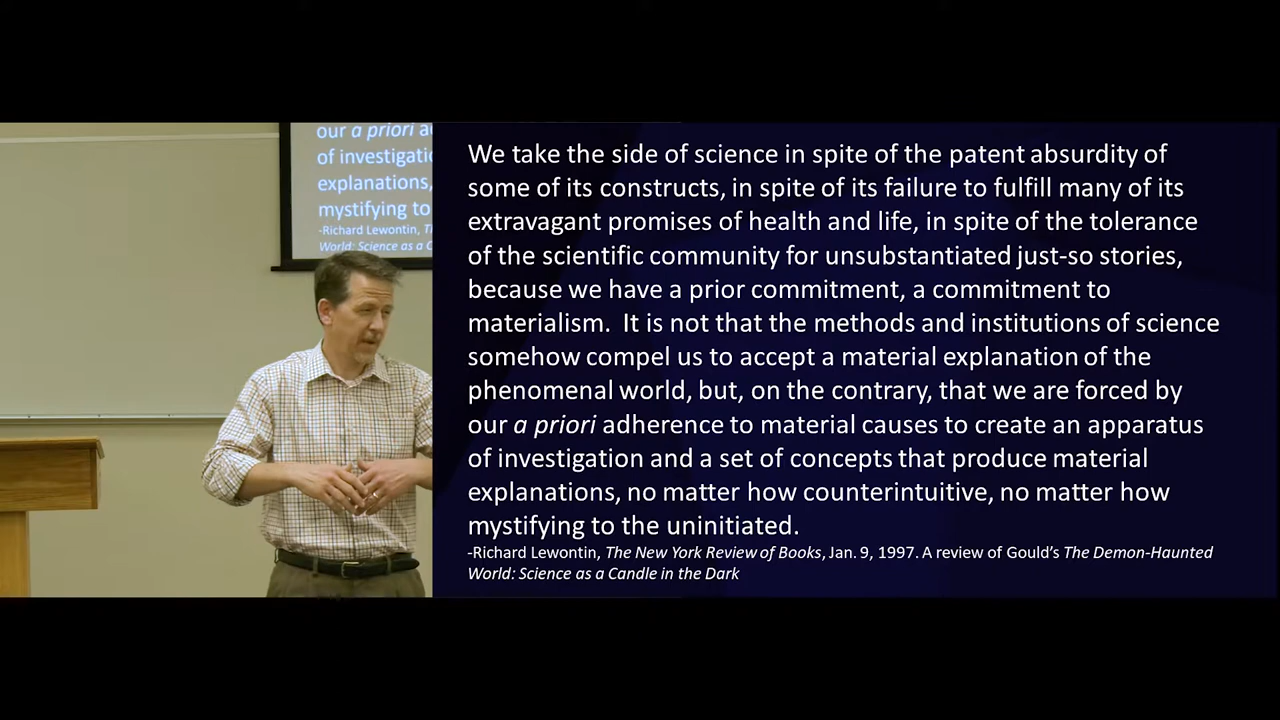 our a priori a
of investigati
explanations,
mystifying to
-Richard Lewontin, T
World: Science as a C
We take the side of science in spite of the patent absurdity of
some of its constructs, in spite of its failure to fulfill many of its
extravagant promises of health and life, in spite of the tolerance
of the scientific community for unsubstantiated just-so stories,
because we have a prior commitment, a commitment to
materialism.  It is not that the methods and institutions of science
somehow compel us to accept a material explanation of the
phenomenal world, but, on the contrary, that we are forced by
our a priori adherence to material causes to create an apparatus
of investigation and a set of concepts that produce material
explanations, no matter how counterintuitive, no matter how
mystifying to the uninitiated.
-Richard Lewontin, The New York Review of Books, Jan. 9, 1997. A review of Gould’s The Demon-Haunted
World: Science as a Candle in the Dark